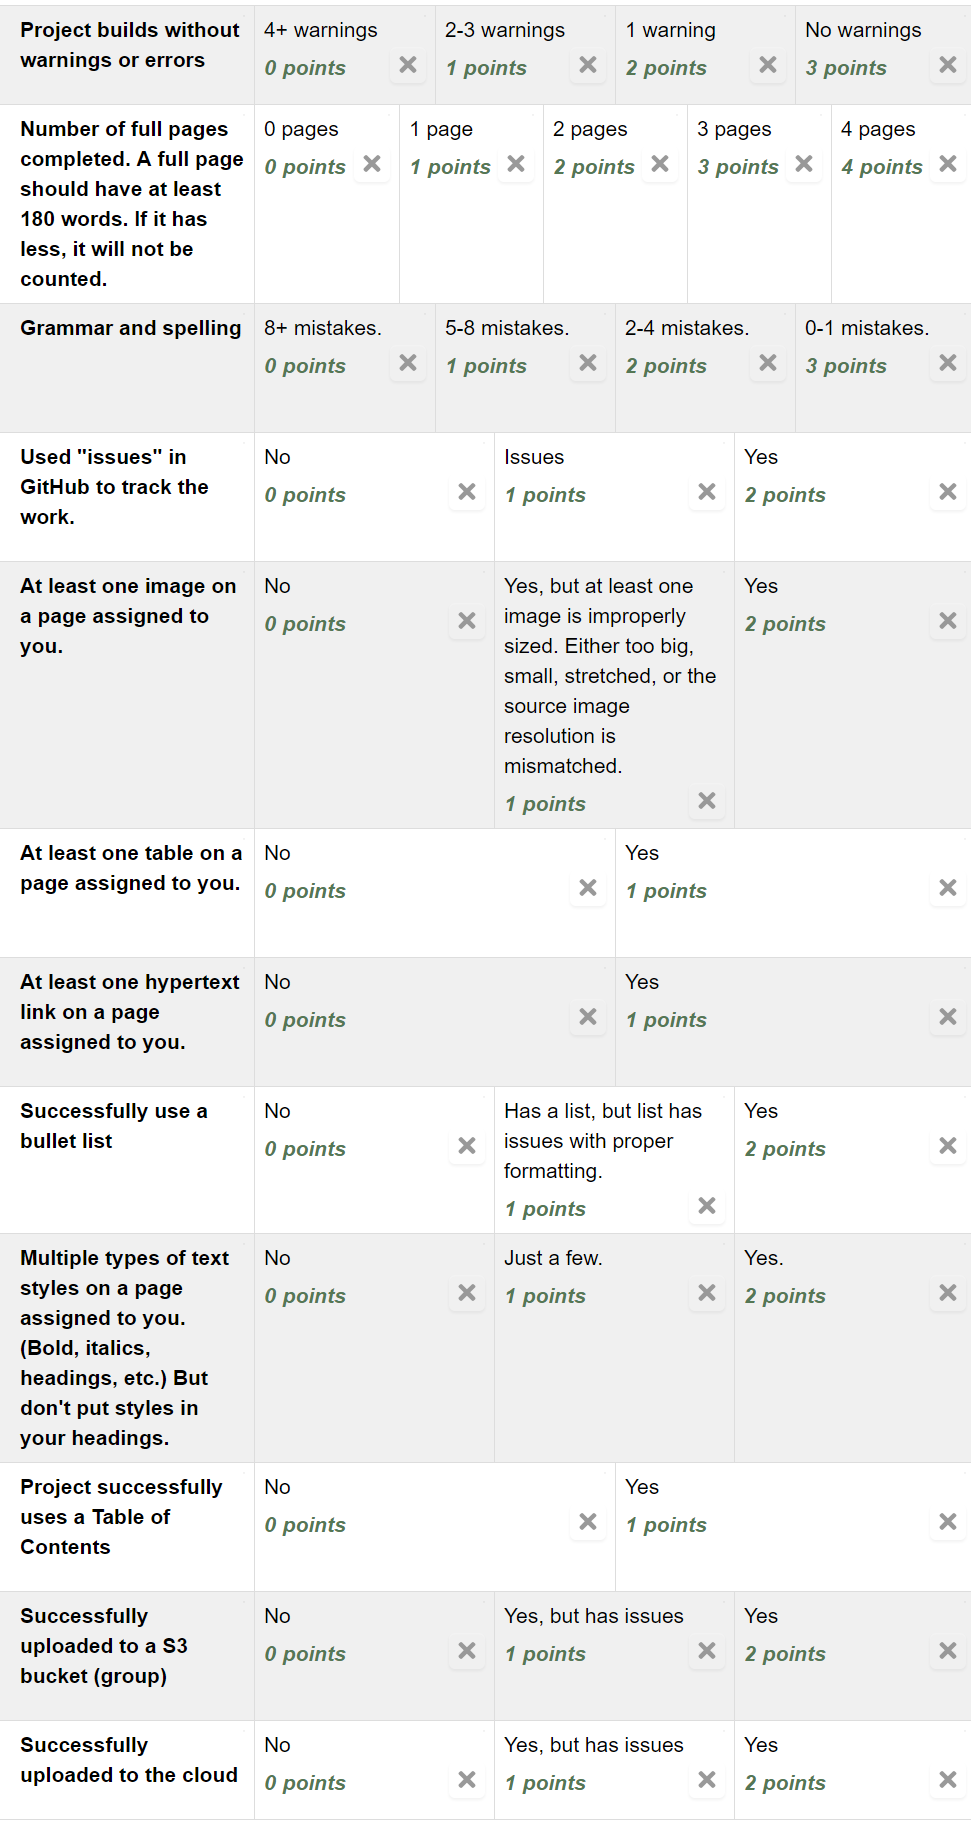 Project builds without
warnings or errors
4+ warnings
0 points
2-3 warnings
1 points
1 warning
2 points
No warnings
3 points
Number of full pages
completed. A full page
should have at least
180 words. If it has
less, it will not be
counted.
0 pages
0 points
1 page
1 points
2 pages
2 points
3 pages
3 points
4 pages
4 points
Grammar and spelling
8+ mistakes.
0 points
5-8 mistakes.
1 points
2-4 mistakes.
2 points
0-1 mistakes.
3 points
Used "issues" in
GitHub to track the
work.
No
0 points
Issues
1 points
Yes
2 points
At least one image on
a page assigned to
you.
No
0 points
Yes, but at least one
image is improperly
sized. Either too big,
small, stretched, or the
source image
resolution is
mismatched.
1 points
Yes
2 points
At least one table on a
page assigned to you.
No
0 points
Yes
1 points
At least one hypertext
link on a page
assigned to you.
No
0 points
Yes
1 points
Successfully use a
bullet list
No
0 points
Has a list, but list has
issues with proper
formatting.
1 points
Yes
2 points
Multiple types of text
styles on a page
assigned to you.
(Bold, italics,
headings, etc.) But
don't put styles in
your headings.
No
0 points
Just a few.
1 points
Yes.
2 points
Project successfully
uses a Table of
Contents
No
0 points
Yes
1 points
Successfully
uploaded to a S3
bucket (group)
No
0 points
Yes, but has issues
1 points
Yes
2 points
Successfully
uploaded to the cloud
No
0 points
Yes, but has issues
1 points
Yes
2 points